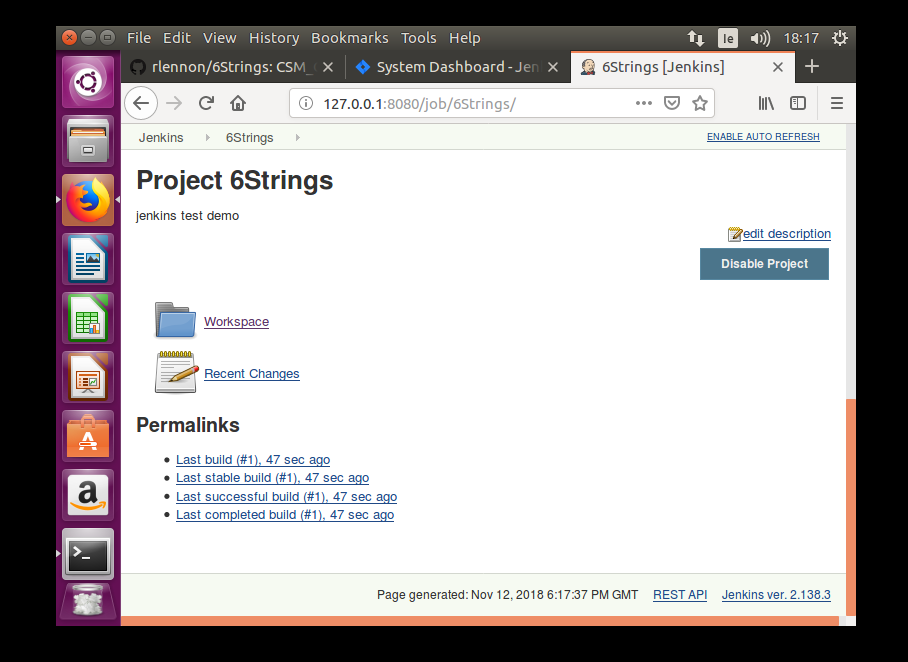 File Edit View History Bookmarks Tools Help
Ie
18:17
rlennon/6Strings: CSM_
System Dashboard - Jen
6Strings [Jenkins]
127.0.0.1:8080/job/6Strings/
Jenkins
6Strings
ENABLE AUTO REFRESH
Project 6Strings
jenkins test demo
edit description
Disable Project
Workspace
Recent Changes
Permalinks
Last build (#1), 47 sec ago
Last stable build (#1), 47 sec ago
Last successful build (#1), 47 sec ago
Last completed build (#1), 47 sec ago
Page generated: Nov 12, 2018 6:17:37 PM GMT
REST API
Jenkins ver. 2.138.3